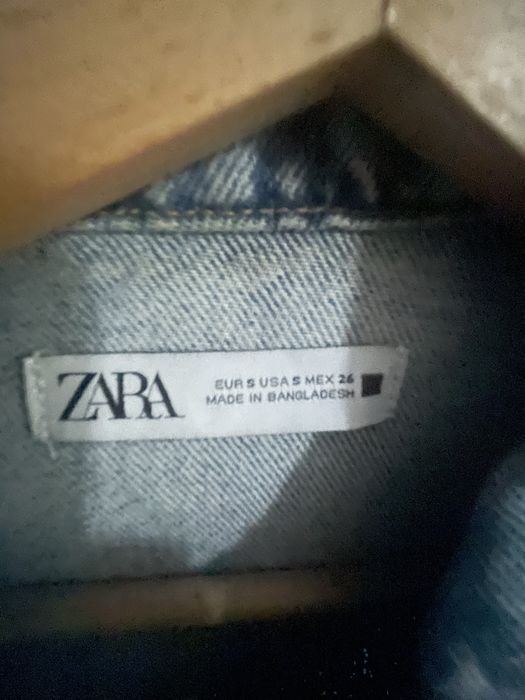 ZARA
EUR S USA S MEX 26
MADE IN BANGLADESH